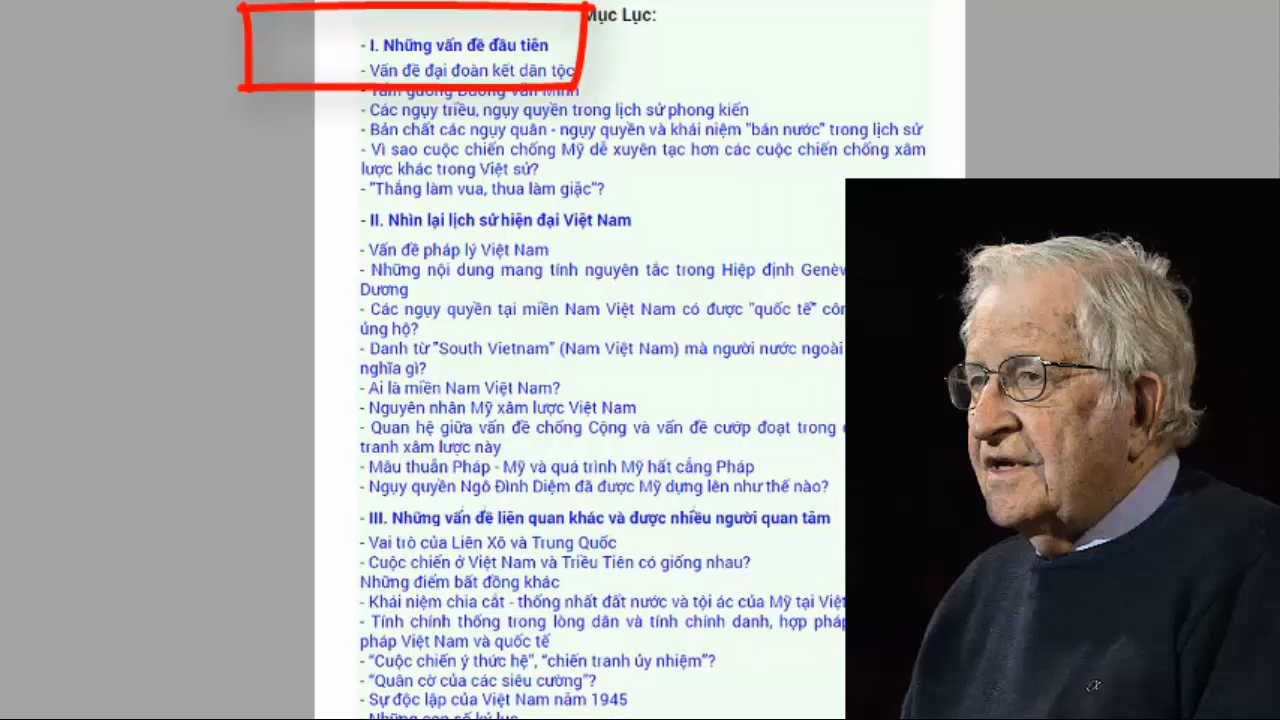 Mục Lục:
- I. Những vấn đề đầu tiên
- Vấn đề đại đoàn kết dân tộc
- Tấm gương Dương Văn Minh
- Các ngụy triều, ngụy quyền trong lịch sử phong kiến
- Bản chất các ngụy quân - ngụy quyền và khái niệm "bán nước" trong lịch sử
- Vì sao cuộc chiến chống Mỹ dễ xuyên tạc hơn các cuộc chiến chống xâm
lược khác trong Việt sử?
- "Thắng làm vua, thua làm giặc"?
- II. Nhìn lại lịch sử hiện đại Việt Nam
- Vấn đề pháp lý Việt Nam
- Những nội dung mang tính nguyên tắc trong Hiệp định Genèv
Dương
- Các ngụy quyền tại miền Nam Việt Nam có được "quốc tế" côn
ủng hộ?
- Danh từ "South Vietnam" (Nam Việt Nam) mà người nước ngoài
nghĩa gì?
- Ai là miền Nam Việt Nam?
- Nguyên nhân Mỹ xâm lược Việt Nam
- Quan hệ giữa vấn đề chống Cộng và vấn đề cướp đoạt trong
tranh xâm lược này
- Mâu thuẫn Pháp - Mỹ và quá trình Mỹ hất cẳng Pháp
- Ngụy quyền Ngô Đình Diệm đã được Mỹ dựng lên như thế nào?
- III. Những vấn đề liên quan khác và được nhiều người quan tâm
- Vai trò của Liên Xô và Trung Quốc
- Cuộc chiến ở Việt Nam và Triều Tiên có giống nhau?
Những điểm bất đồng khác
- Khái niệm chia cắt - thống nhất đất nước và tội ác của Mỹ tại Việt
- Tính chính thống trong lòng dân và tính chính danh, hợp pháp
pháp Việt Nam và quốc tế
- "Cuộc chiến ý thức hệ", "chiến tranh ủy nhiệm"?
- "Quân cờ của các siêu cường"?
- Sự độc lập của Việt Nam năm 1945
- Những con số kỷ lục